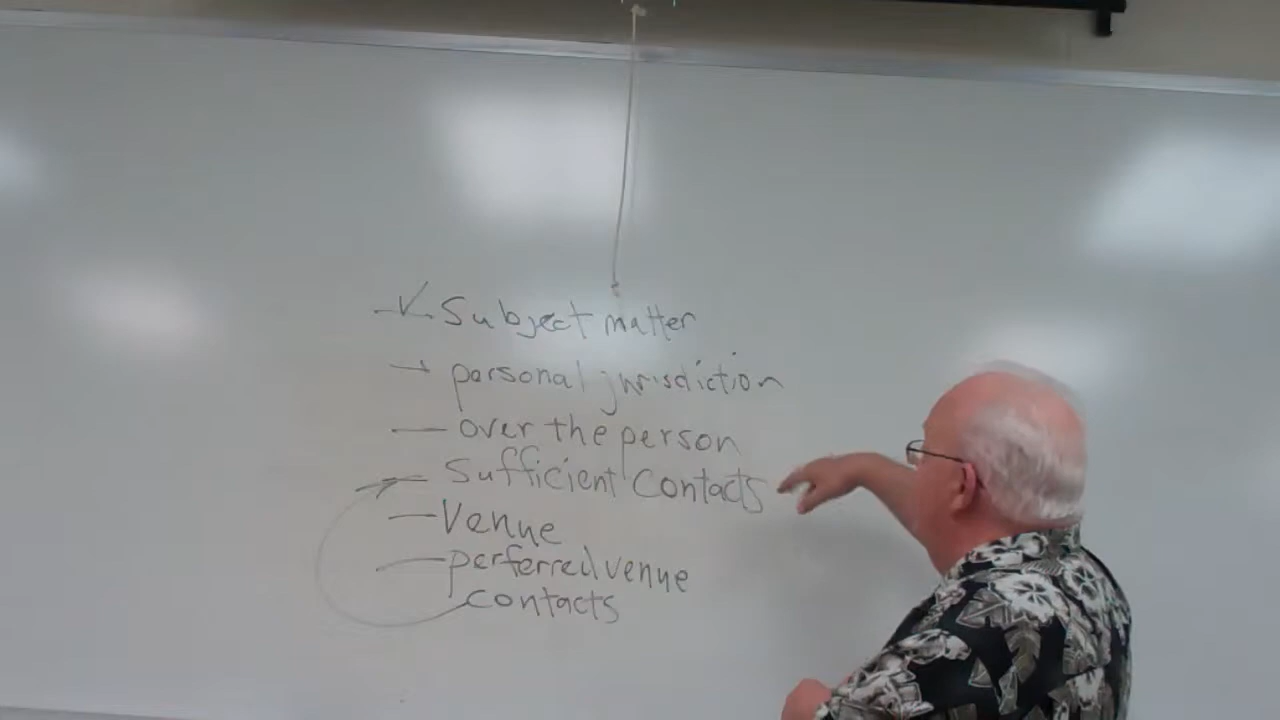 Subject matter
personal jurisdiction
over the person
Sufficient Contacts
Venue
perferred venue
contacts